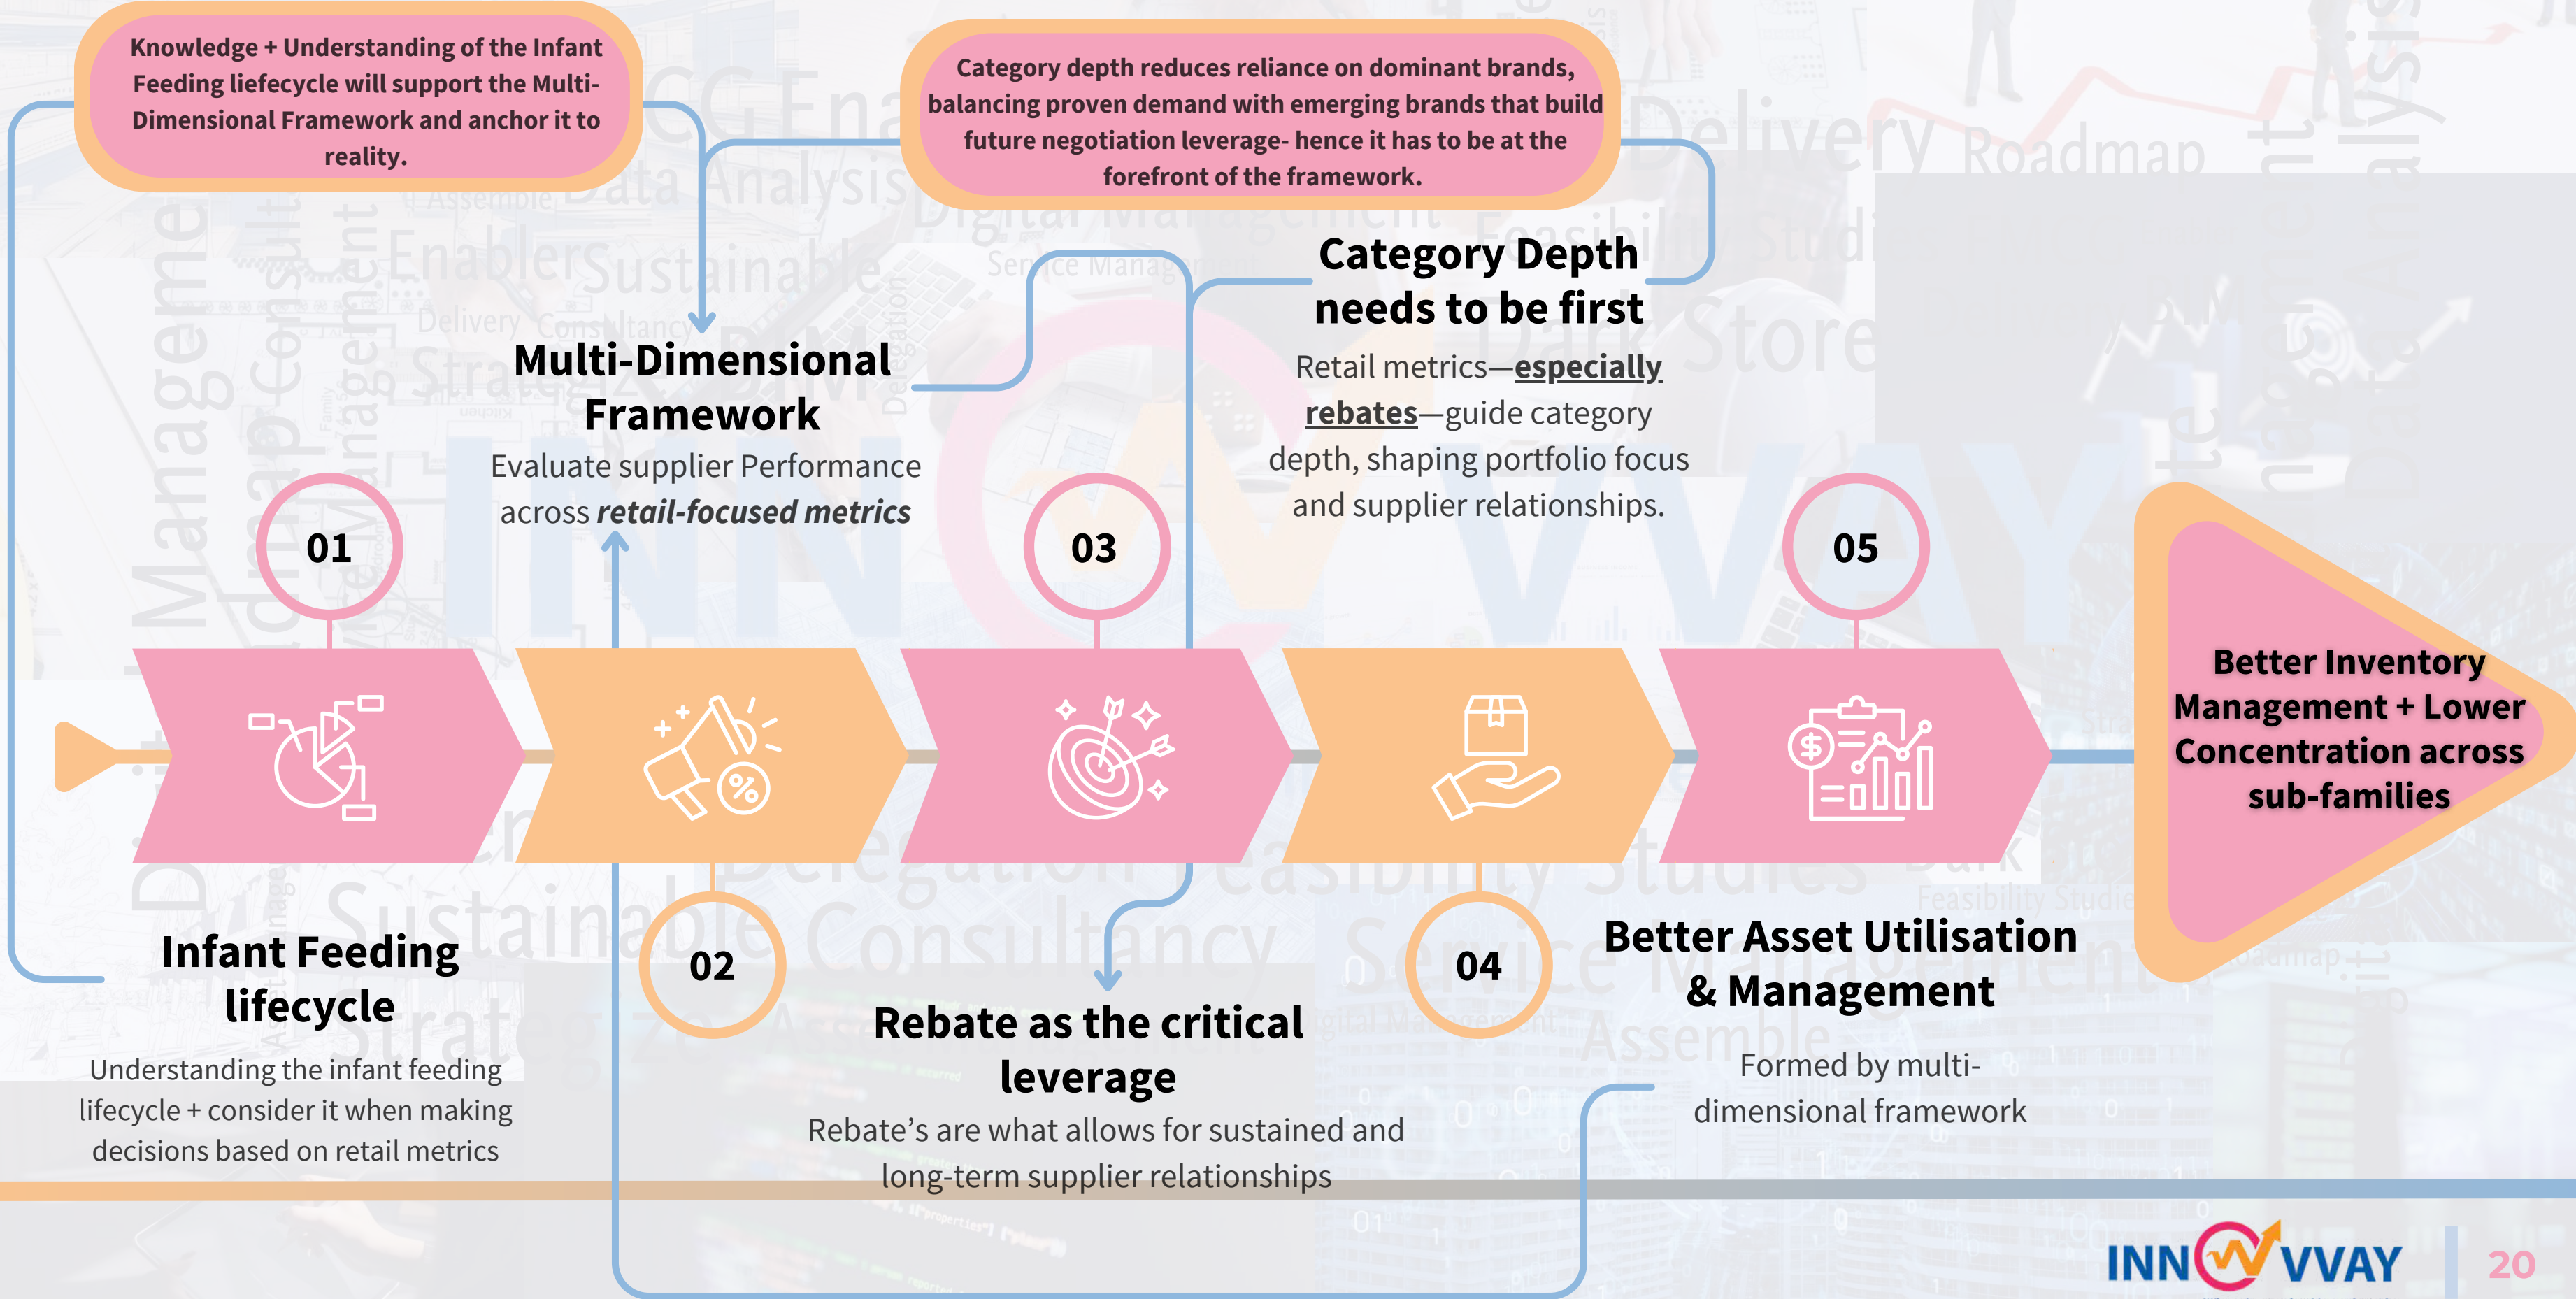 Knowledge + Understanding of the Infant
Feeding liefecycle will support the Multi-
Dimensional Framework and anchor it to
reality.
Category depth reduces reliance on dominant brands,
balancing proven demand with emerging brands that build
future negotiation leverage- hence it has to be at the
forefront of the framework.
Multi-Dimensional
Framework
Evaluate supplier Performance
across retail-focused metrics
Category Depth
needs to be first
Retail metrics—especially
rebates—guide category
depth, shaping portfolio focus
and supplier relationships.
01
03
05
Better Inventory
Management + Lower
Concentration across
sub-families
02
04
Infant Feeding
lifecycle
Understanding the infant feeding
lifecycle + consider it when making
decisions based on retail metrics
Rebate as the critical
leverage
Rebate’s are what allows for sustained and
long-term supplier relationships
Better Asset Utilisation
& Management
Formed by multi-
dimensional framework
INNOVVAY
20